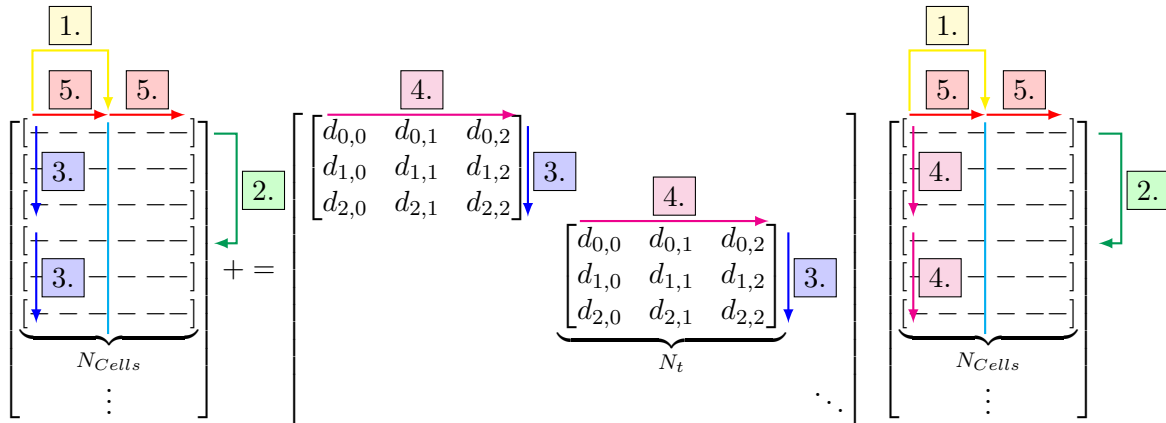 1. 1.
5. 5. 4. 5. 5.
[ — — — — — ] d_{0,0} d_{0,1} d_{0,2} [ — — — — — ]
3. [ — — — — — ] d_{1,0} d_{1,1} d_{1,2} 3. 4. [ — — — — — ]
2. 4. 2.
[ — — — — — ] d_{2,0} d_{2,1} d_{2,2} [ — — — — — ]
[ — — — — — ] d_{0,0} d_{0,1} d_{0,2} [ — — — — — ]
3. [ — — — — — ] + = d_{1,0} d_{1,1} d_{1,2} 3. 4. [ — — — — — ]
[ — — — — — ] d_{2,0} d_{2,1} d_{2,2} [ — — — — — ]
N_{Cells} N_t N_{Cells}
⋮ ⋱ ⋮